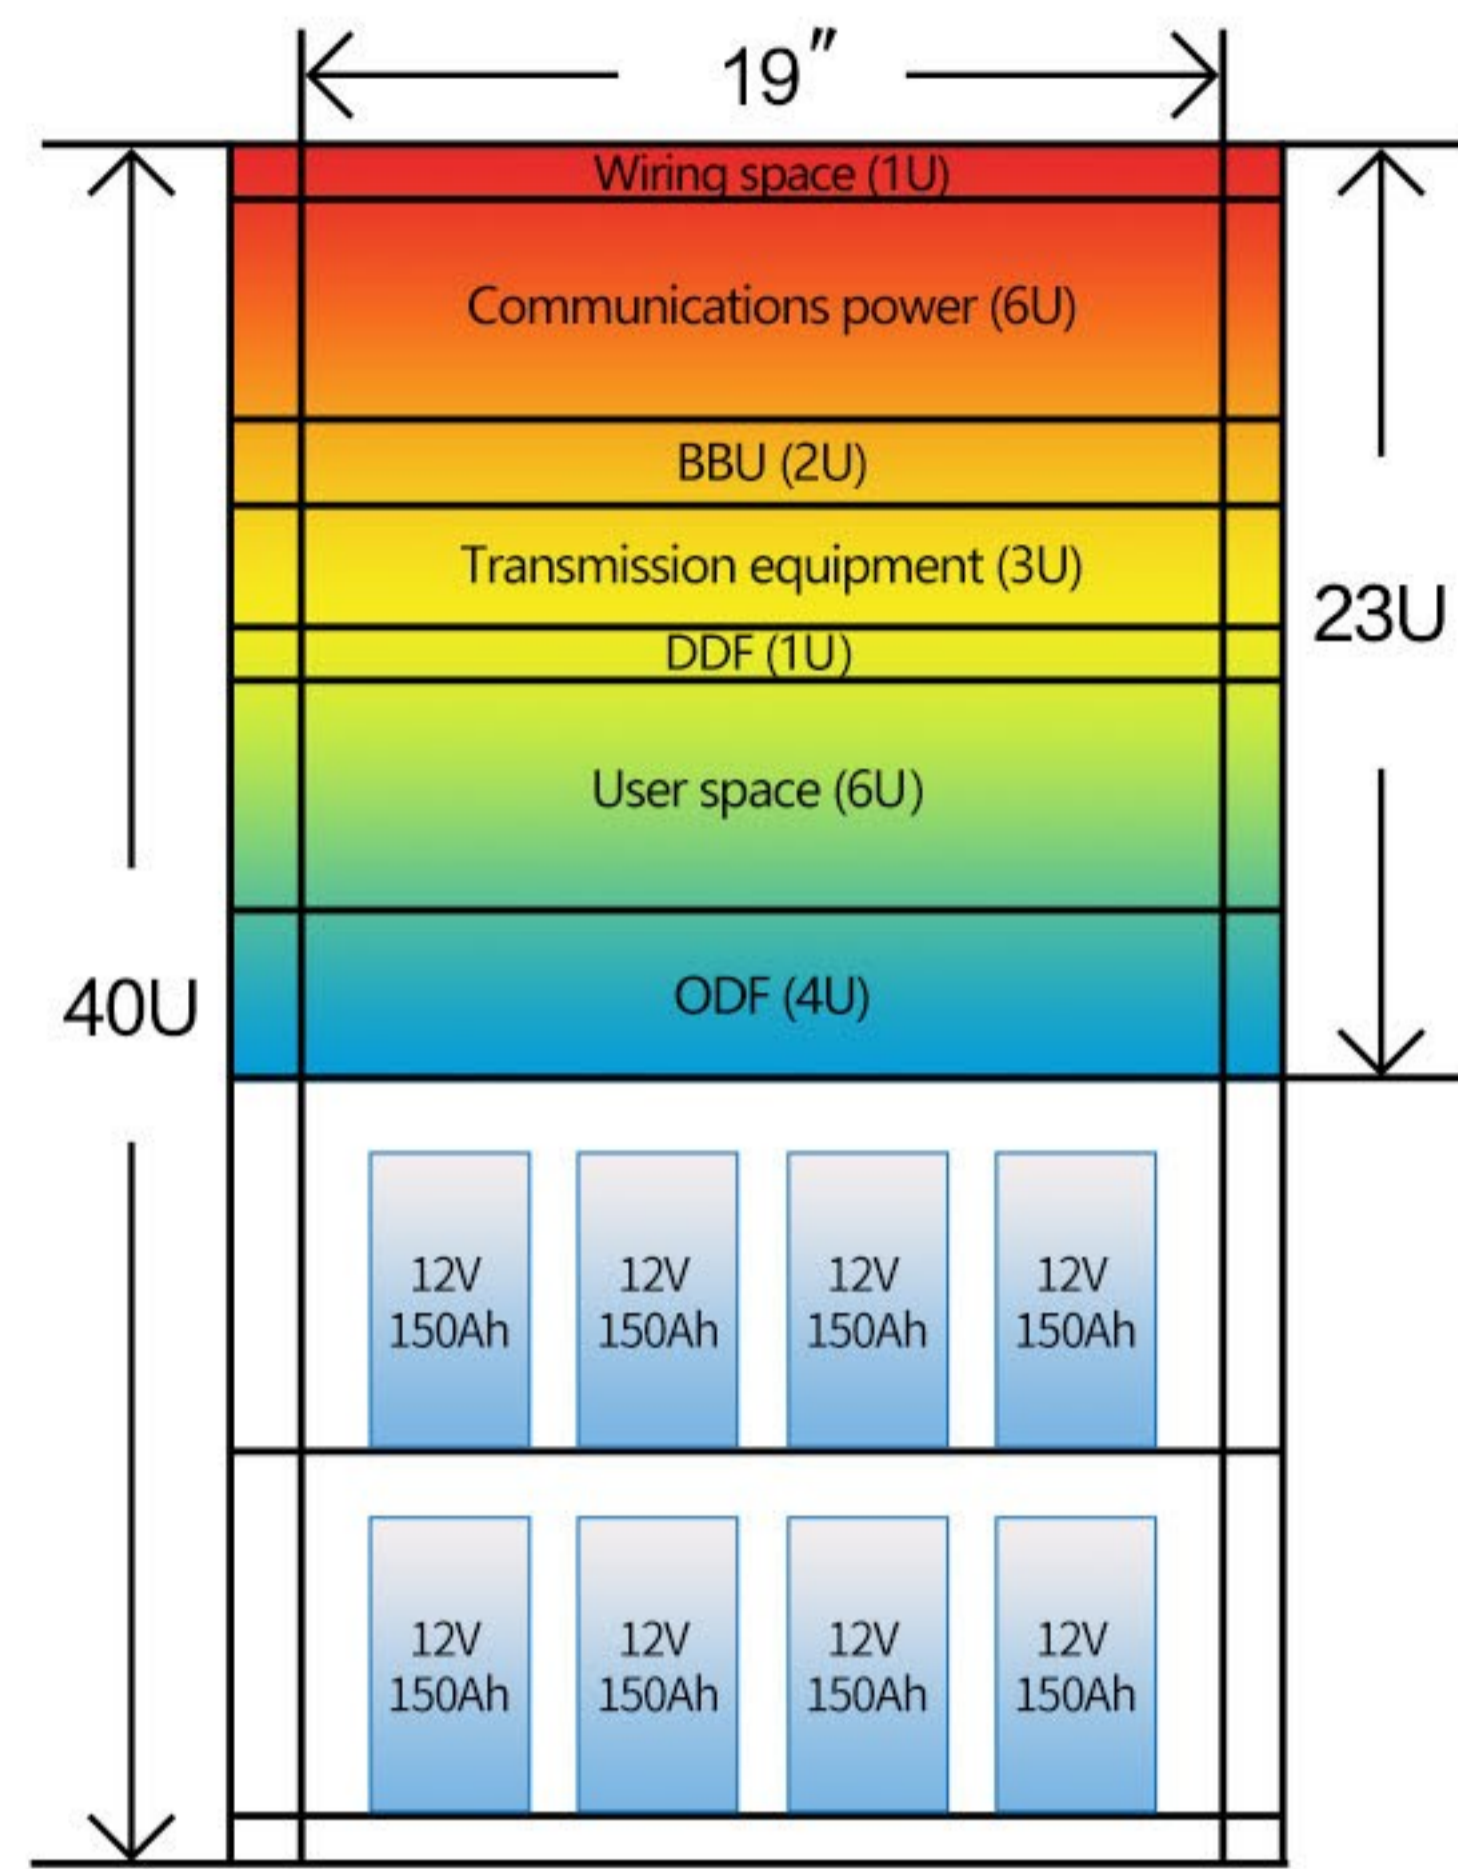 19"
Wiring space (1U)
Communications power (6U)
BBU (2U)
Transmission equipment (3U)
DDF (1U)
23U
User space (6U)
ODF (4U)
40U
12V 12V 12V 12V
150Ah 150Ah 150Ah 150Ah
12V 12V 12V 12V
150Ah 150Ah 150Ah 150Ah